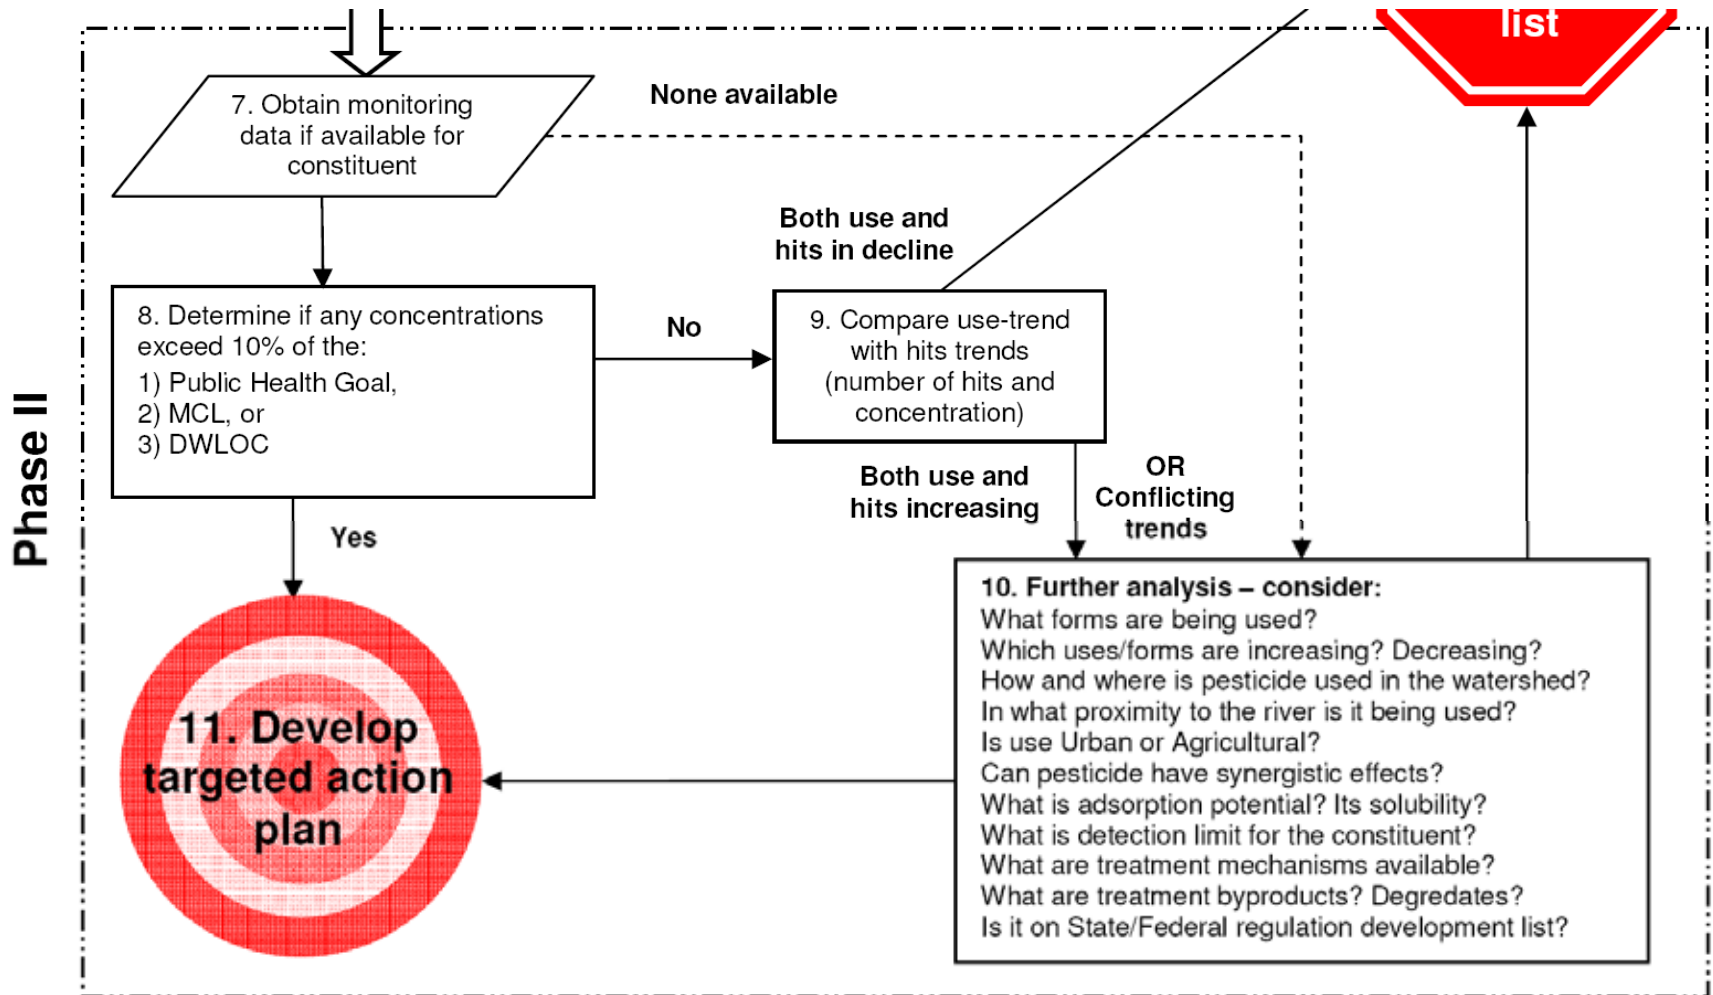 list
None available
7. Obtain monitoring
data if available for
constituent
Both use and
hits in decline
8. Determine if any concentrations
exceed 10% of the:
1) Public Health Goal,
2) MCL, or
3) DWLOC
No
9. Compare use-trend
with hits trends
(number of hits and
concentration)
Phase II
Both use and
hits increasing
OR
Conflicting
trends
Yes
10. Further analysis – consider:
What forms are being used?
Which uses/forms are increasing? Decreasing?
How and where is pesticide used in the watershed?
In what proximity to the river is it being used?
Is use Urban or Agricultural?
Can pesticide have synergistic effects?
What is adsorption potential? Its solubility?
What is detection limit for the constituent?
What are treatment mechanisms available?
What are treatment byproducts? Degredates?
Is it on State/Federal regulation development list?
11. Develop
targeted action
plan